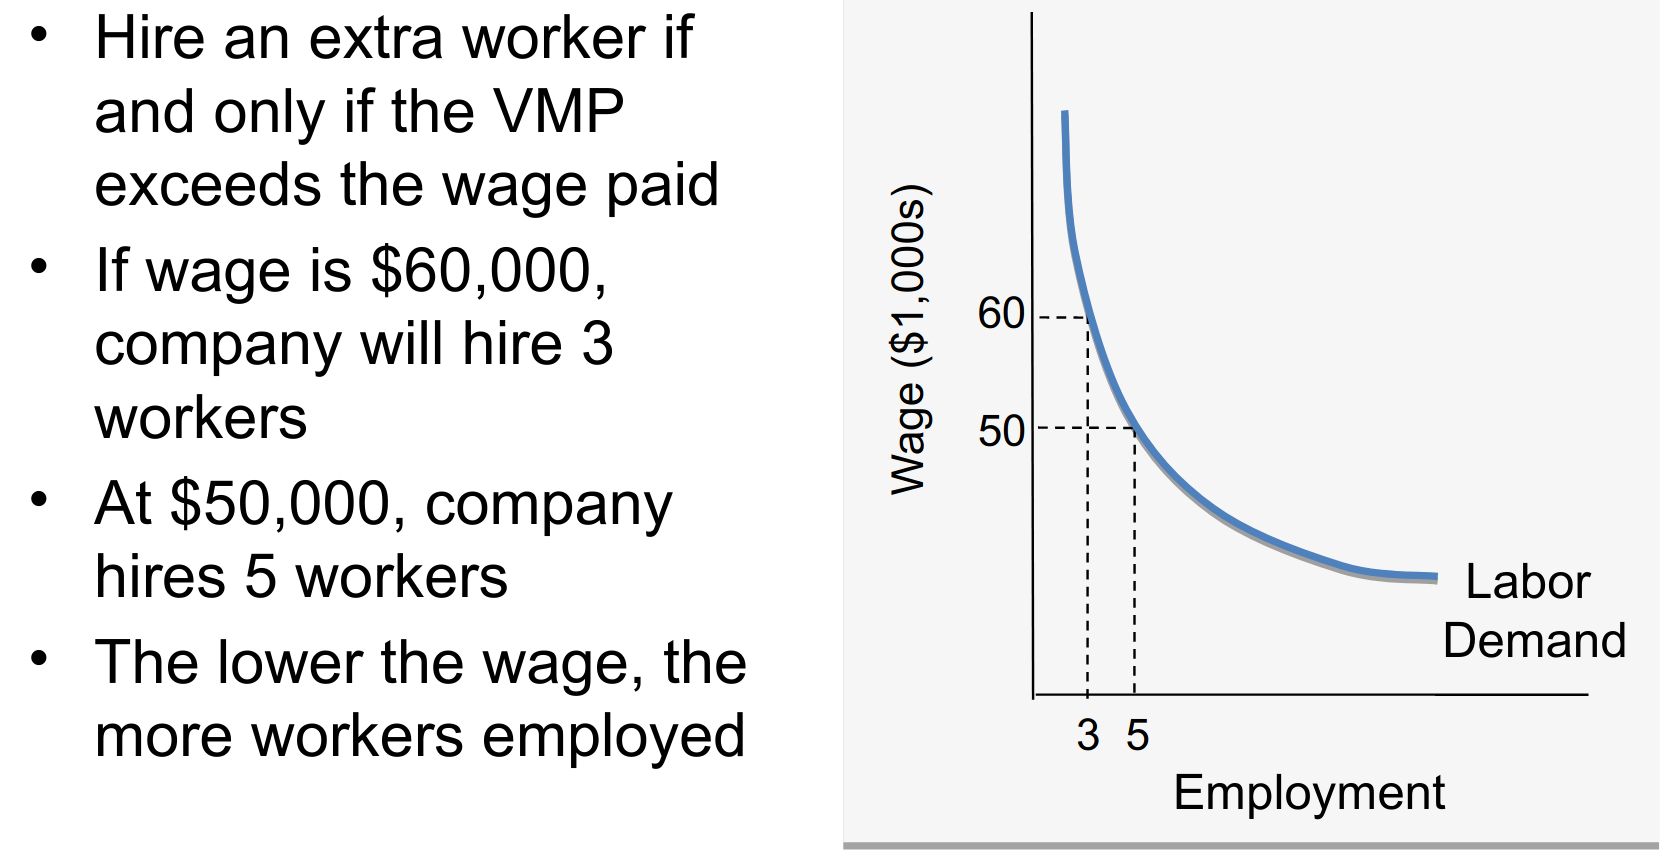 • Hire an extra worker if
and only if the VMP
exceeds the wage paid
• If wage is $60,000,
company will hire 3
workers
• At $50,000, company
hires 5 workers
• The lower the wage, the
more workers employed
Wage ($1,000s)
60
50
Labor
Demand
3 5
Employment